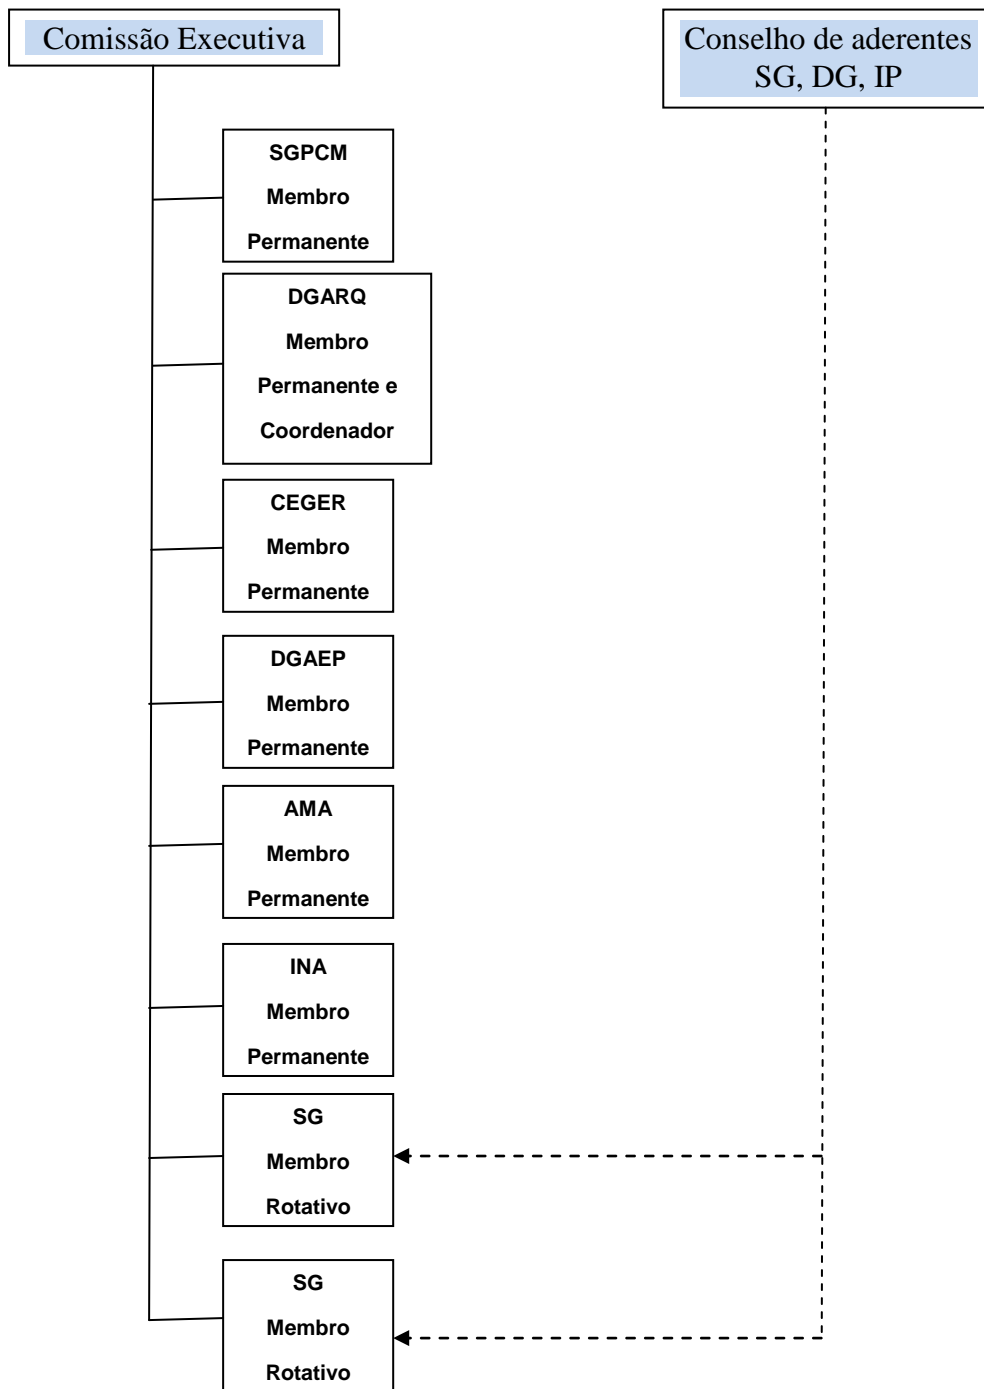 Comissão Executiva
Conselho de aderentes
SG, DG, IP
SGPCM
Membro
Permanente
DGARQ
Membro
Permanente e
Coordenador
CEGER
Membro
Permanente
DGAEP
Membro
Permanente
AMA
Membro
Permanente
INA
Membro
Permanente
SG
Membro
Rotativo
SG
Membro
Rotativo